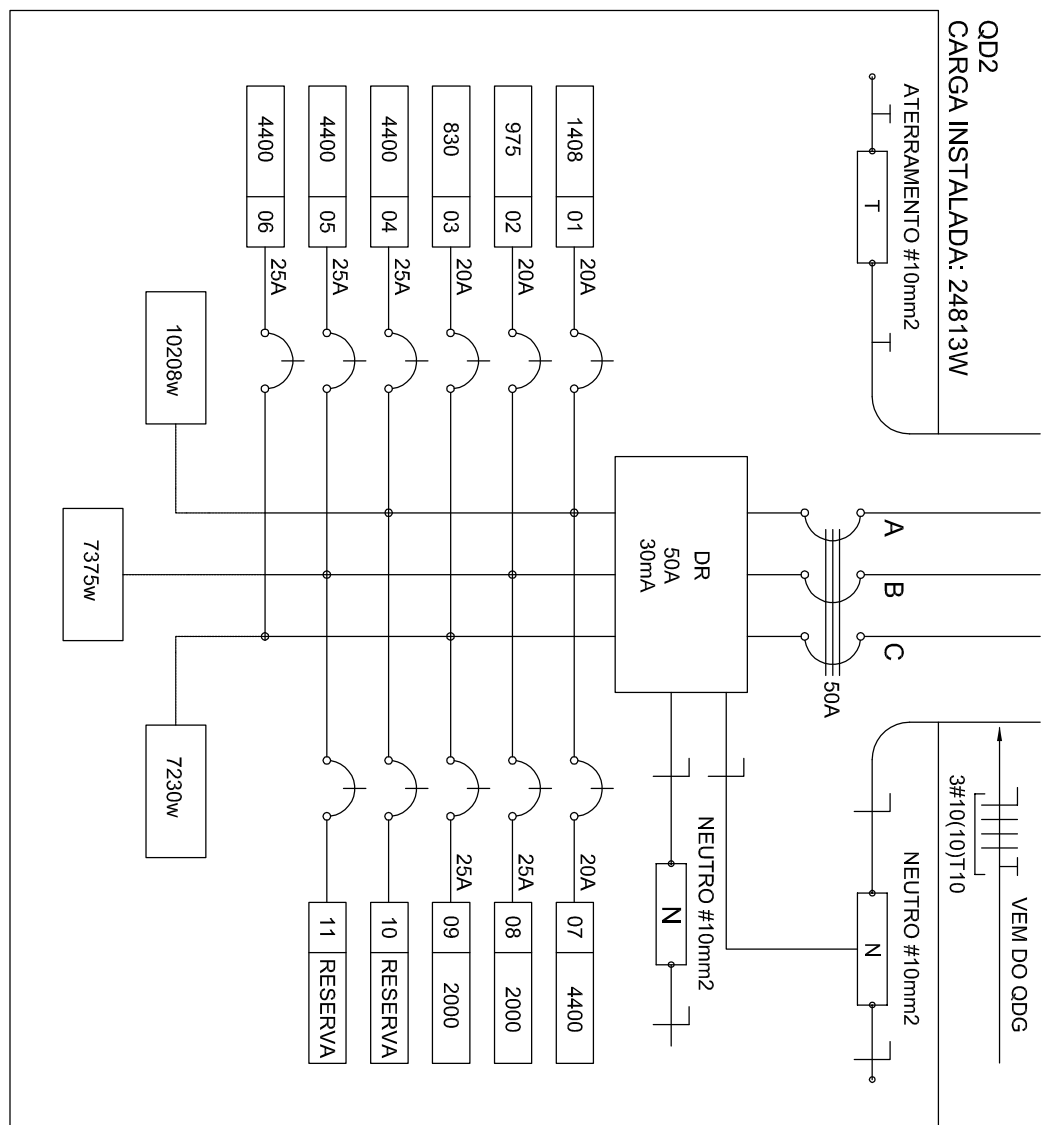 QD2
CARGA INSTALADA: 24813W
ATERRAMENTO #10mm2
T
A
B
C
50A
VEM DO QDG
3#10(10)T10
NEUTRO #10mm2
N
DR
50A
30mA
NEUTRO #10mm2
N
1408 01 20A
975 02 20A
830 03 20A
4400 04 25A
4400 05 25A
4400 06 25A
20A 07 4400
25A 08 2000
25A 09 2000
10 RESERVA
11 RESERVA
10208w
7375w
7230w